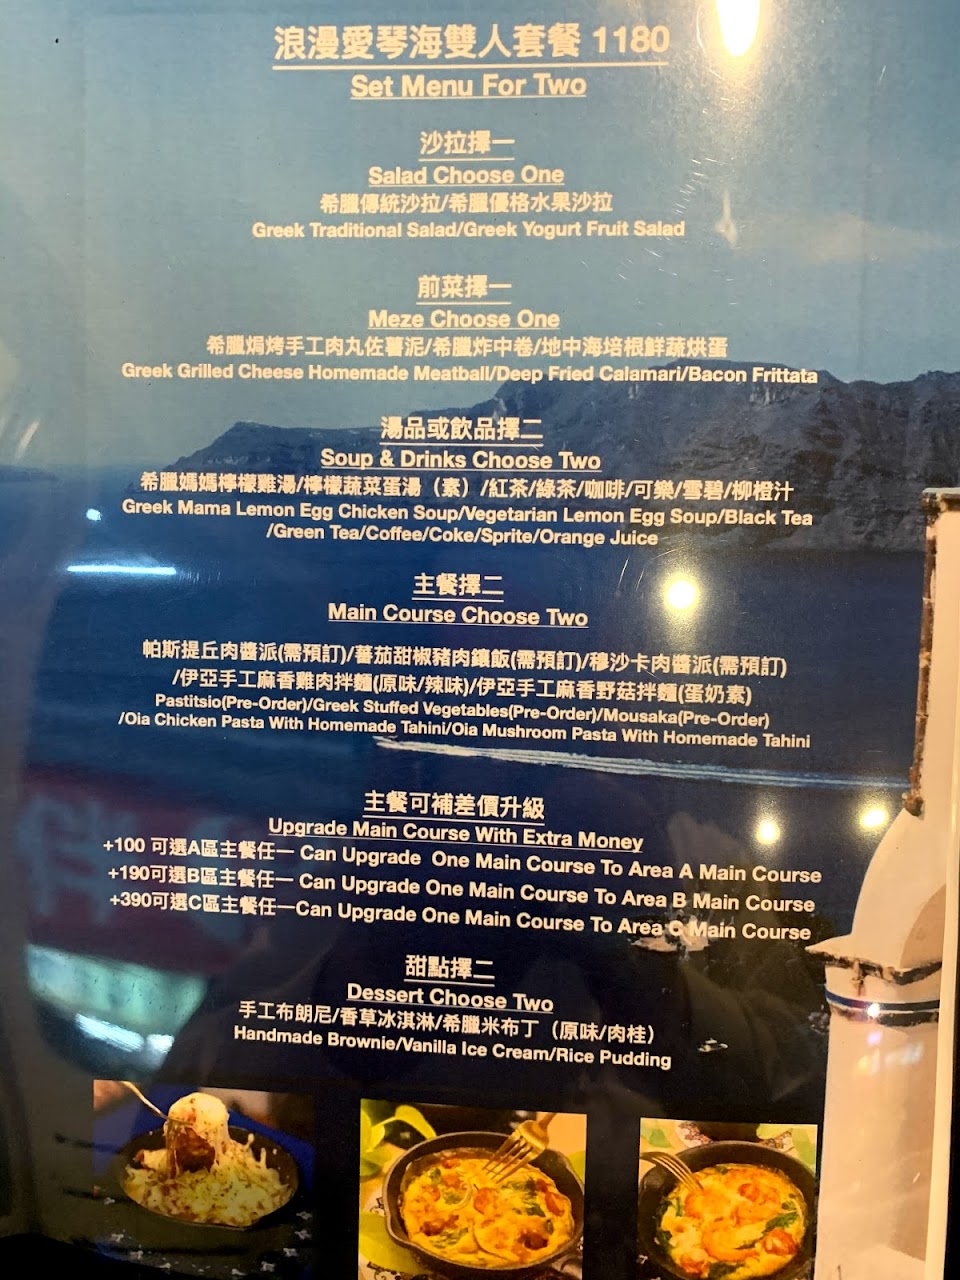 浪漫愛琴海雙人套餐 1180
Set Menu For Two
沙拉擇一
Salad Choose One
希臘傳統沙拉/希臘優格水果沙拉
Greek Traditional Salad/Greek Yogurt Fruit Salad
前菜擇一
Meze Choose One
希臘焗烤手工肉丸佐薯泥/希臘炸中卷/地中海培根鮮蔬烘蛋
Greek Grilled Cheese Homemade Meatball/Deep Fried Calamari/Bacon Frittata
湯品或飲品擇二
Soup & Drinks Choose Two
希臘媽媽檸檬雞湯/檸檬蔬菜蛋湯（素）/紅茶/綠茶/咖啡/可樂/雪碧/柳橙汁
Greek Mama Lemon Egg Chicken Soup/Vegetarian Lemon Egg Soup/Black Tea
/Green Tea/Coffee/Coke/Sprite/Orange Juice
主餐擇二
Main Course Choose Two
帕斯提丘肉醬派(需預訂)/蕃茄甜椒豬肉鑲飯(需預訂)/穆沙卡肉醬派(需預訂)
/伊亞手工麻香雞肉拌麵(原味/辣味)/伊亞手工麻香野菇拌麵(蛋奶素)
Pastitsio(Pre-Order)/Greek Stuffed Vegetables(Pre-Order)/Mousaka(Pre-Order)
/Oia Chicken Pasta With Homemade Tahini/Oia Mushroom Pasta With Homemade Tahini
主餐可補差價升級
Upgrade Main Course With Extra Money
+100 可選A區主餐任一 Can Upgrade One Main Course To Area A Main Course
+190可選B區主餐任一 Can Upgrade One Main Course To Area B Main Course
+390可選C區主餐任一Can Upgrade One Main Course To Area C Main Course
甜點擇二
Dessert Choose Two
手工布朗尼/香草冰淇淋/希臘米布丁（原味/肉桂）
Handmade Brownie/Vanilla Ice Cream/Rice Pudding